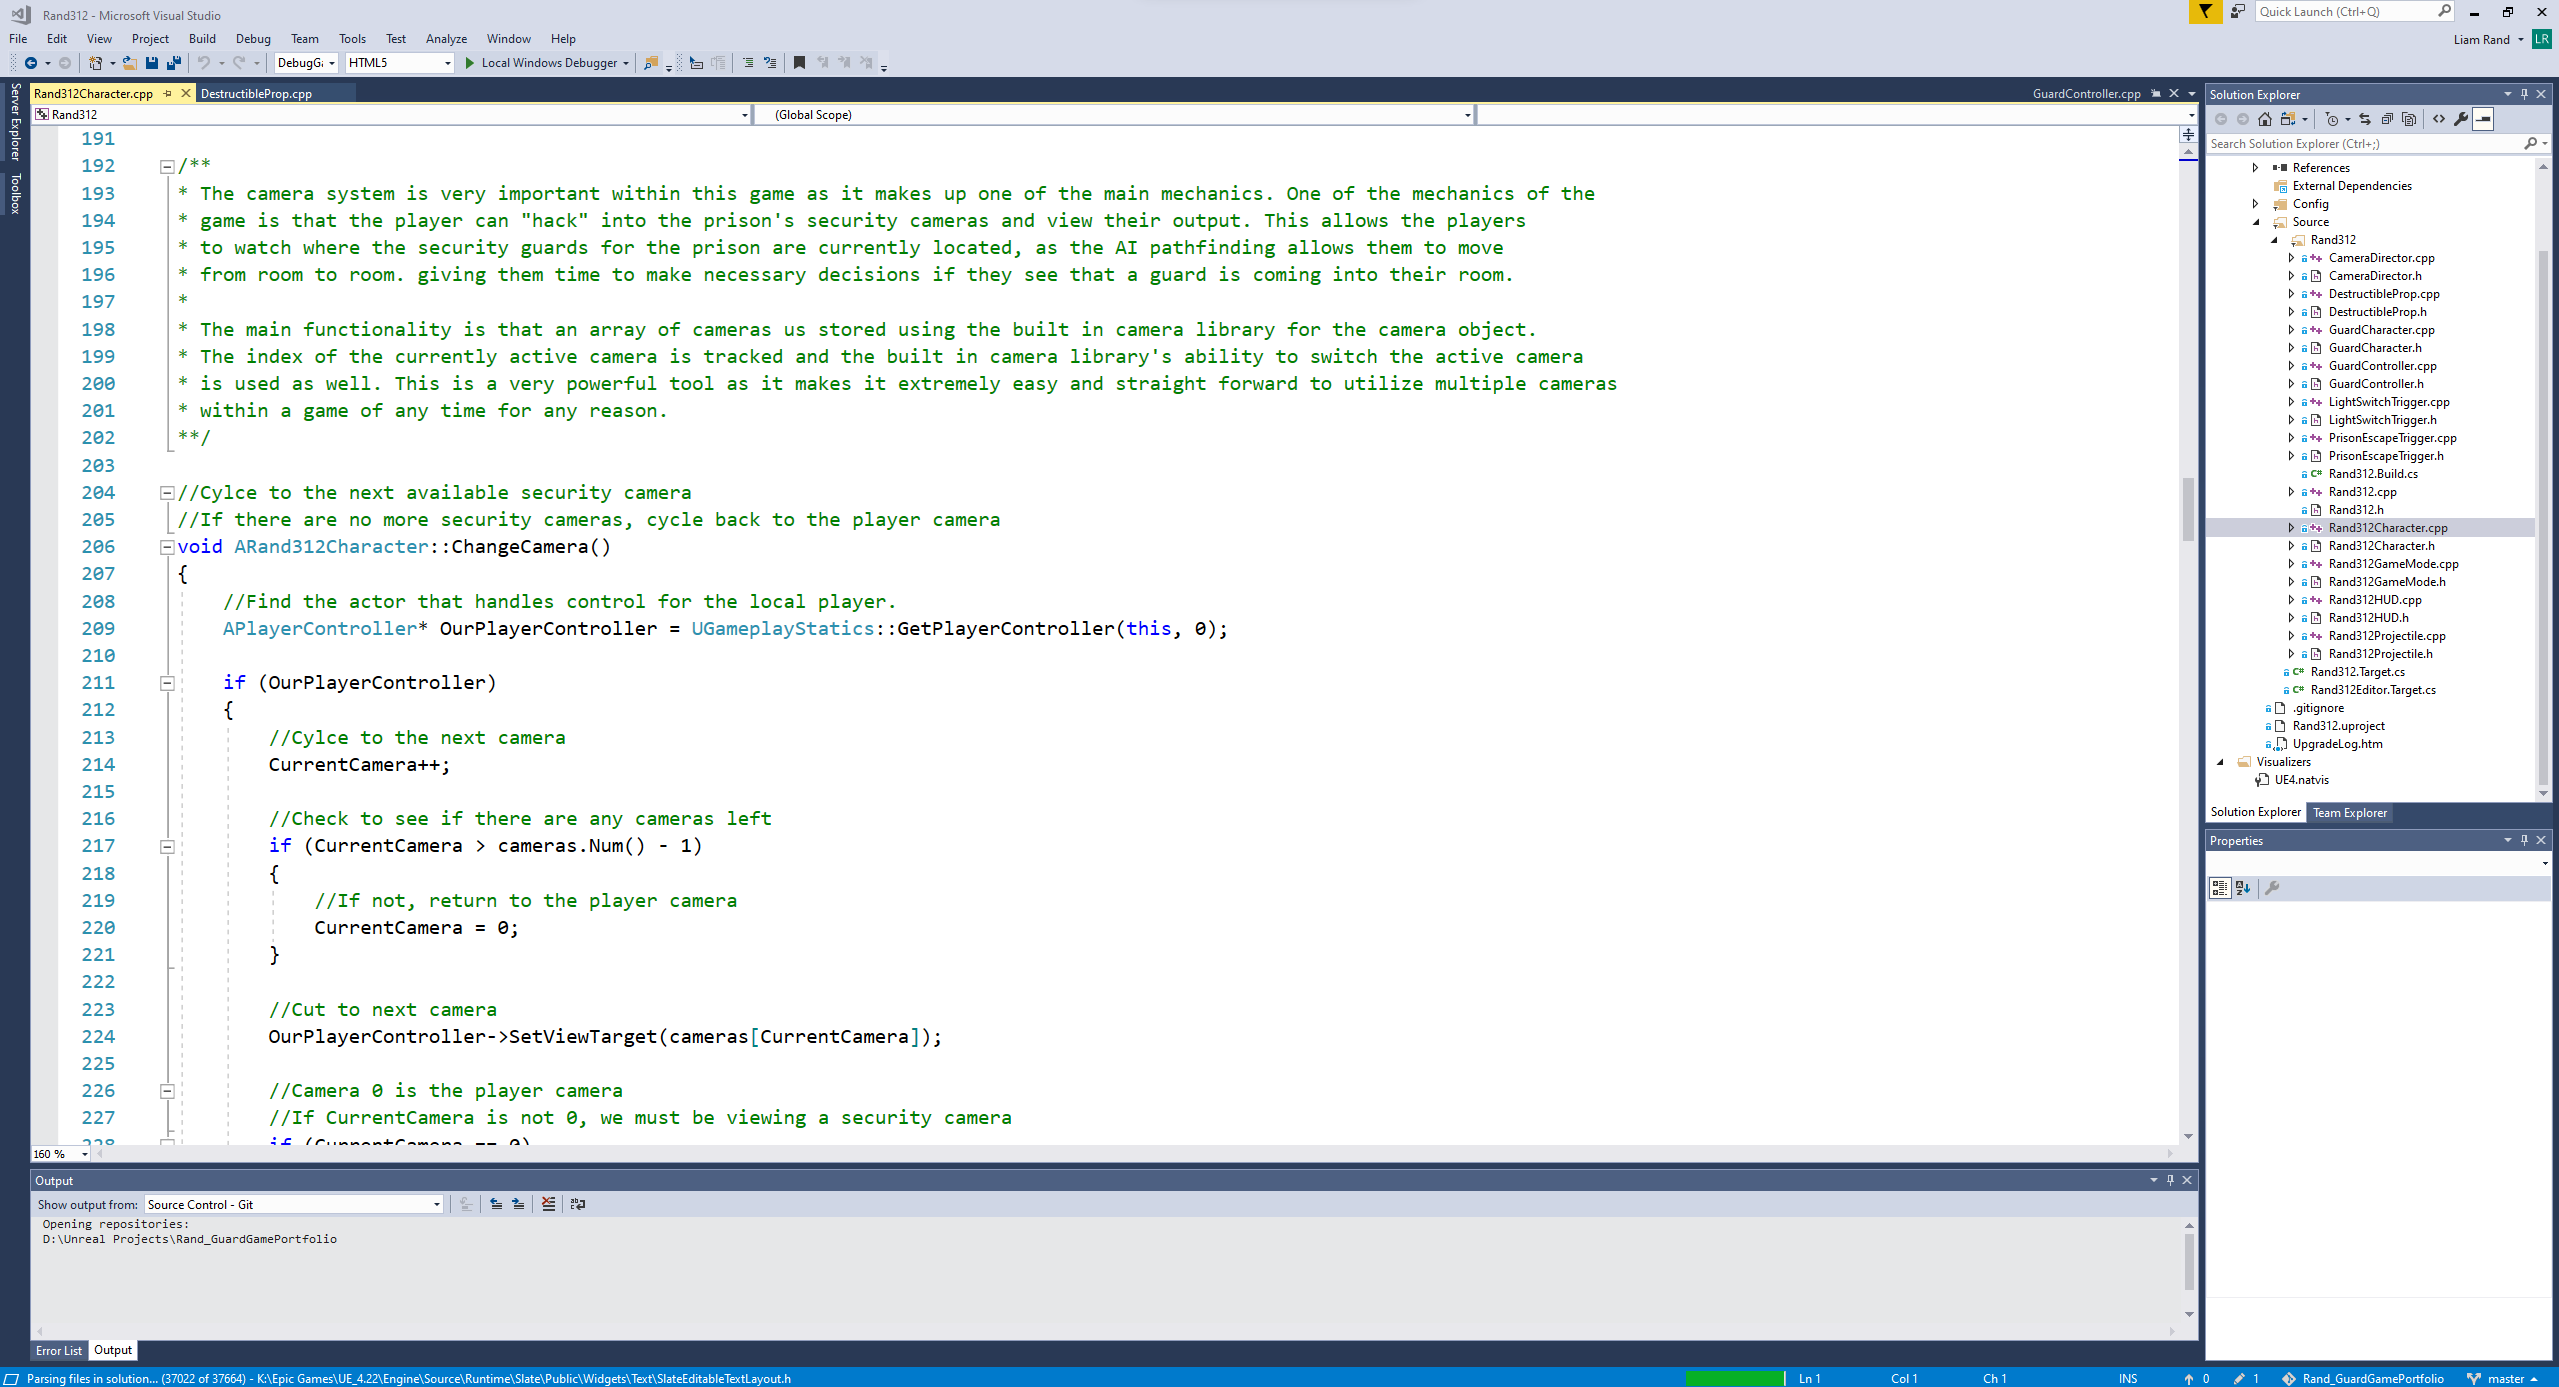 Rand312 - Microsoft Visual Studio
Quick Launch (Ctrl+Q)
File Edit View Project Build Debug Team Tools Test Analyze Window Help
Liam Rand LR
DebugGa HTML5 Local Windows Debugger
Server Explorer
Toolbox
Rand312Character.cpp DestructibleProp.cpp GuardController.cpp
Rand312 (Global Scope)
191
192 /**
193 * The camera system is very important within this game as it makes up one of the main mechanics. One of the mechanics of the
194 * game is that the player can "hack" into the prison's security cameras and view their output. This allows the players
195 * to watch where the security guards for the prison are currently located, as the AI pathfinding allows them to move
196 * from room to room. giving them time to make necessary decisions if they see that a guard is coming into their room.
197 *
198 * The main functionality is that an array of cameras us stored using the built in camera library for the camera object.
199 * The index of the currently active camera is tracked and the built in camera library's ability to switch the active camera
200 * is used as well. This is a very powerful tool as it makes it extremely easy and straight forward to utilize multiple cameras
201 * within a game of any time for any reason.
202 **/
203
204 //Cylce to the next available security camera
205 //If there are no more security cameras, cycle back to the player camera
206 void ARand312Character::ChangeCamera()
207 {
208 //Find the actor that handles control for the local player.
209 APlayerController* OurPlayerController = UGameplayStatics::GetPlayerController(this, 0);
210
211 if (OurPlayerController)
212 {
213 //Cylce to the next camera
214 CurrentCamera++;
215
216 //Check to see if there are any cameras left
217 if (CurrentCamera > cameras.Num() - 1)
218 {
219 //If not, return to the player camera
220 CurrentCamera = 0;
221 }
222
223 //Cut to next camera
224 OurPlayerController->SetViewTarget(cameras[CurrentCamera]);
225
226 //Camera 0 is the player camera
227 //If CurrentCamera is not 0, we must be viewing a security camera
228 if (CurrentCamera == 0)
160 %
Output
Show output from: Source Control - Git
Opening repositories:
D:\Unreal Projects\Rand_GuardGamePortfolio
Error List Output
Solution Explorer
Search Solution Explorer (Ctrl+;)
References
External Dependencies
Config
Source
Rand312
CameraDirector.cpp
CameraDirector.h
DestructibleProp.cpp
DestructibleProp.h
GuardCharacter.cpp
GuardCharacter.h
GuardController.cpp
GuardController.h
LightSwitchTrigger.cpp
LightSwitchTrigger.h
PrisonEscapeTrigger.cpp
PrisonEscapeTrigger.h
Rand312.Build.cs
Rand312.cpp
Rand312.h
Rand312Character.cpp
Rand312Character.h
Rand312GameMode.cpp
Rand312GameMode.h
Rand312HUD.cpp
Rand312HUD.h
Rand312Projectile.cpp
Rand312Projectile.h
Rand312.Target.cs
Rand312Editor.Target.cs
.gitignore
Rand312.uproject
UpgradeLog.htm
Visualizers
UE4.natvis
Solution Explorer Team Explorer
Properties
Parsing files in solution... (37022 of 37664) - K:\Epic Games\UE_4.22\Engine\Source\Runtime\Slate\Public\Widgets\Text\SlateEditableTextLayout.h
Ln 1 Col 1 Ch 1 INS 0 1 Rand_GuardGamePortfolio master